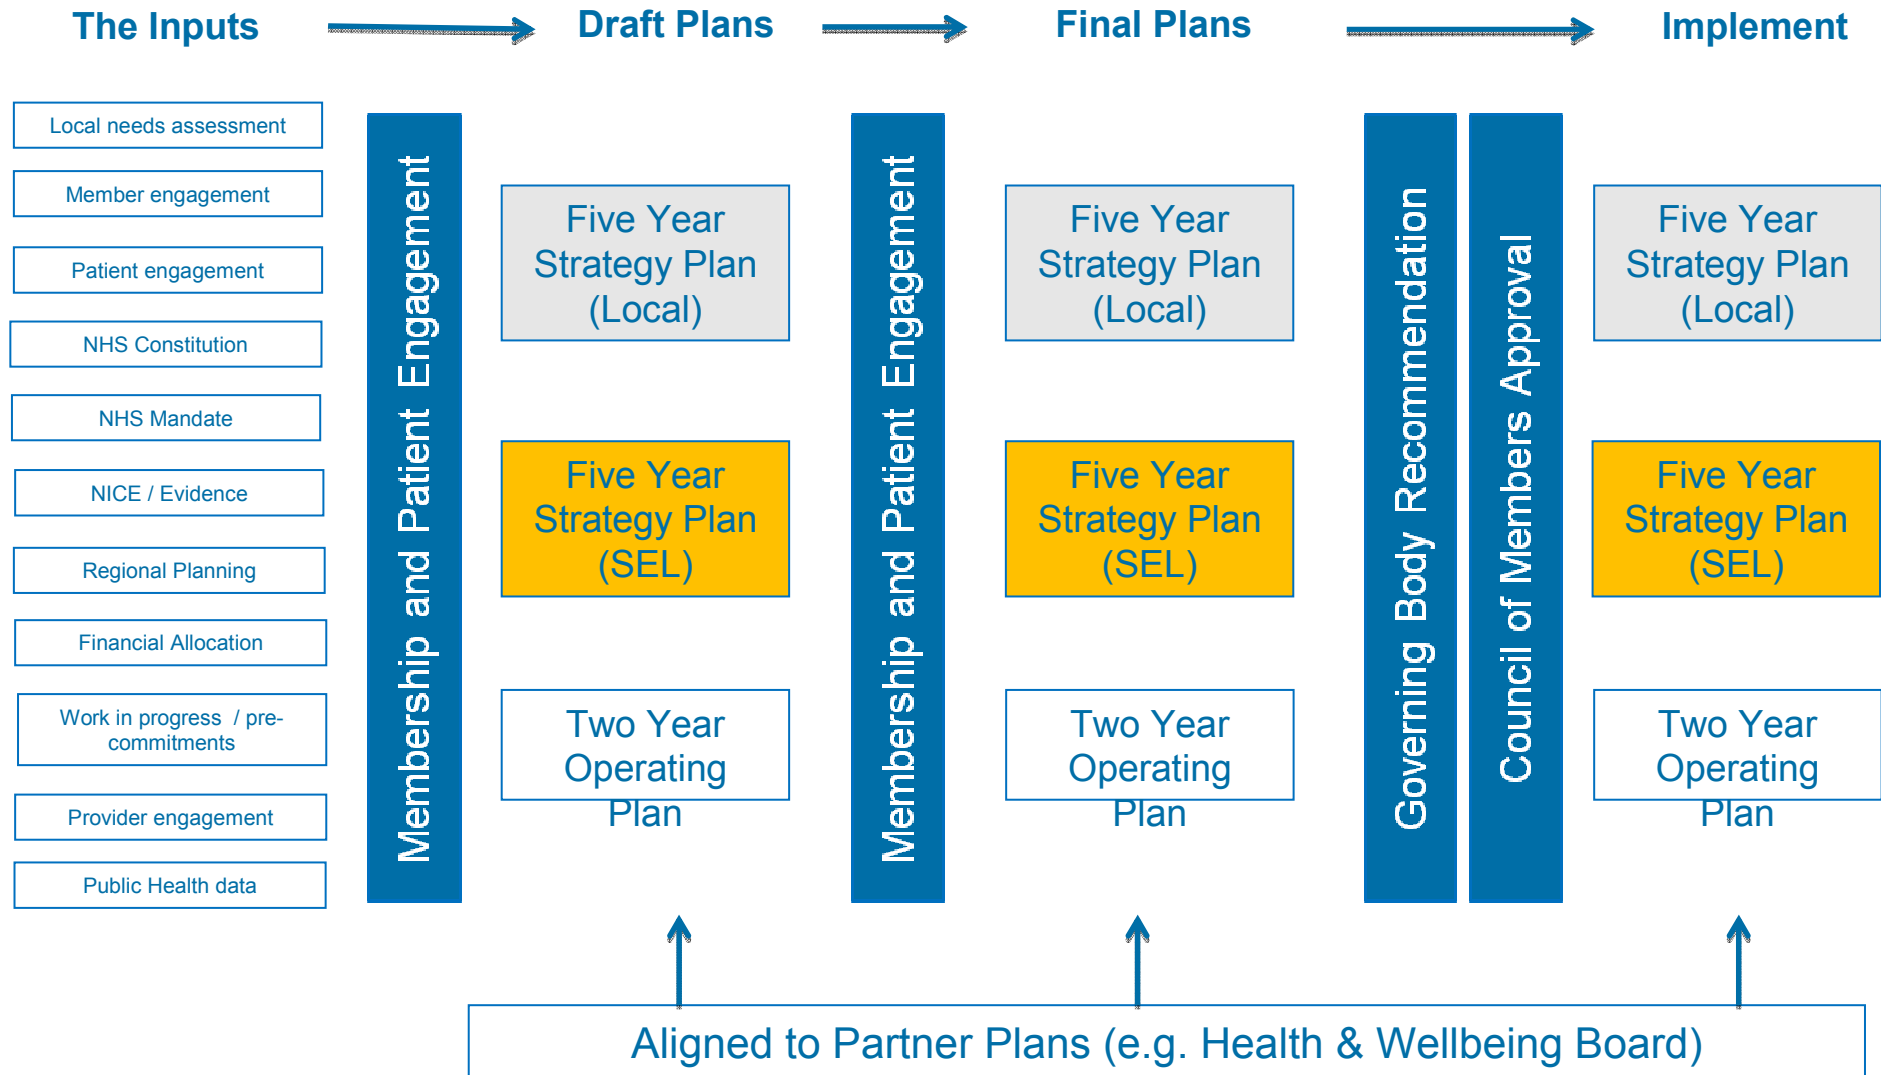 The Inputs
Draft Plans
Final Plans
Implement
Local needs assessment
Member engagement
Patient engagement
NHS Constitution
NHS Mandate
NICE / Evidence
Regional Planning
Financial Allocation
Work in progress / pre-
commitments
Provider engagement
Public Health data
Membership and Patient Engagement
Five Year
Strategy Plan
(Local)
Five Year
Strategy Plan
(SEL)
Two Year
Operating
Plan
Membership and Patient Engagement
Five Year
Strategy Plan
(Local)
Five Year
Strategy Plan
(SEL)
Two Year
Operating
Plan
Governing Body Recommendation
Council of Members Approval
Five Year
Strategy Plan
(Local)
Five Year
Strategy Plan
(SEL)
Two Year
Operating
Plan
Aligned to Partner Plans (e.g. Health & Wellbeing Board)